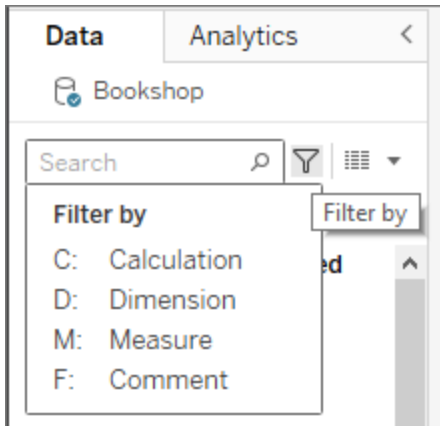 Data Analytics
Bookshop
Search
Filter by
Filter by
C: Calculation
D: Dimension
M: Measure
F: Comment